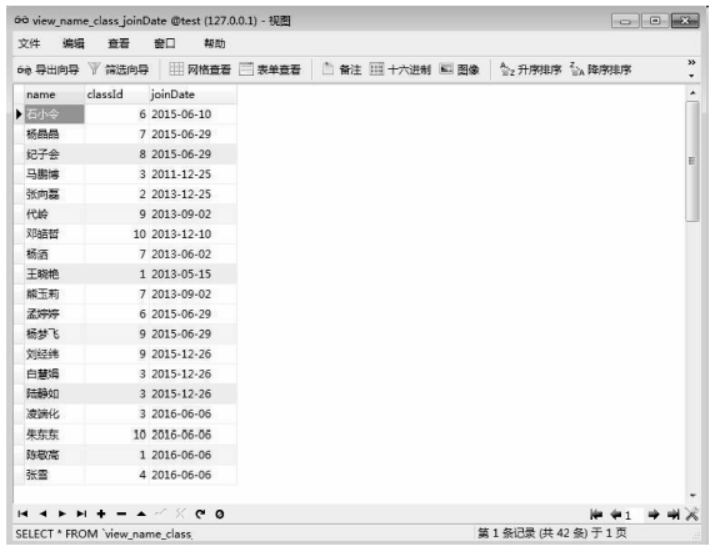 view_name_class_joinDate @test (127.0.0.1) - 视图
文件 编辑 查看 窗口 帮助
导出向导 筛选向导 网格查看 表单查看 备注 十六进制 图像 升序排序 降序排序
name classId joinDate
石小令 6 2015-06-10
杨晶晶 7 2015-06-29
妃子会 8 2015-06-29
马鹏博 3 2011-12-25
张向磊 2 2013-12-25
代岭 9 2013-09-02
邓皓哲 10 2013-12-10
杨洒 7 2013-06-02
王晓艳 1 2013-05-15
熊玉莉 7 2013-09-02
孟婷婷 6 2015-06-29
杨梦飞 9 2015-06-29
刘经纬 9 2015-12-26
白慧娟 3 2015-12-26
陆静如 3 2015-12-26
凌端化 3 2016-06-06
朱东东 10 2016-06-06
陈敬高 1 2016-06-06
张雪 4 2016-06-06
1
SELECT * FROM `view_name_class_ 第 1 条记录 (共 42 条) 于 1 页